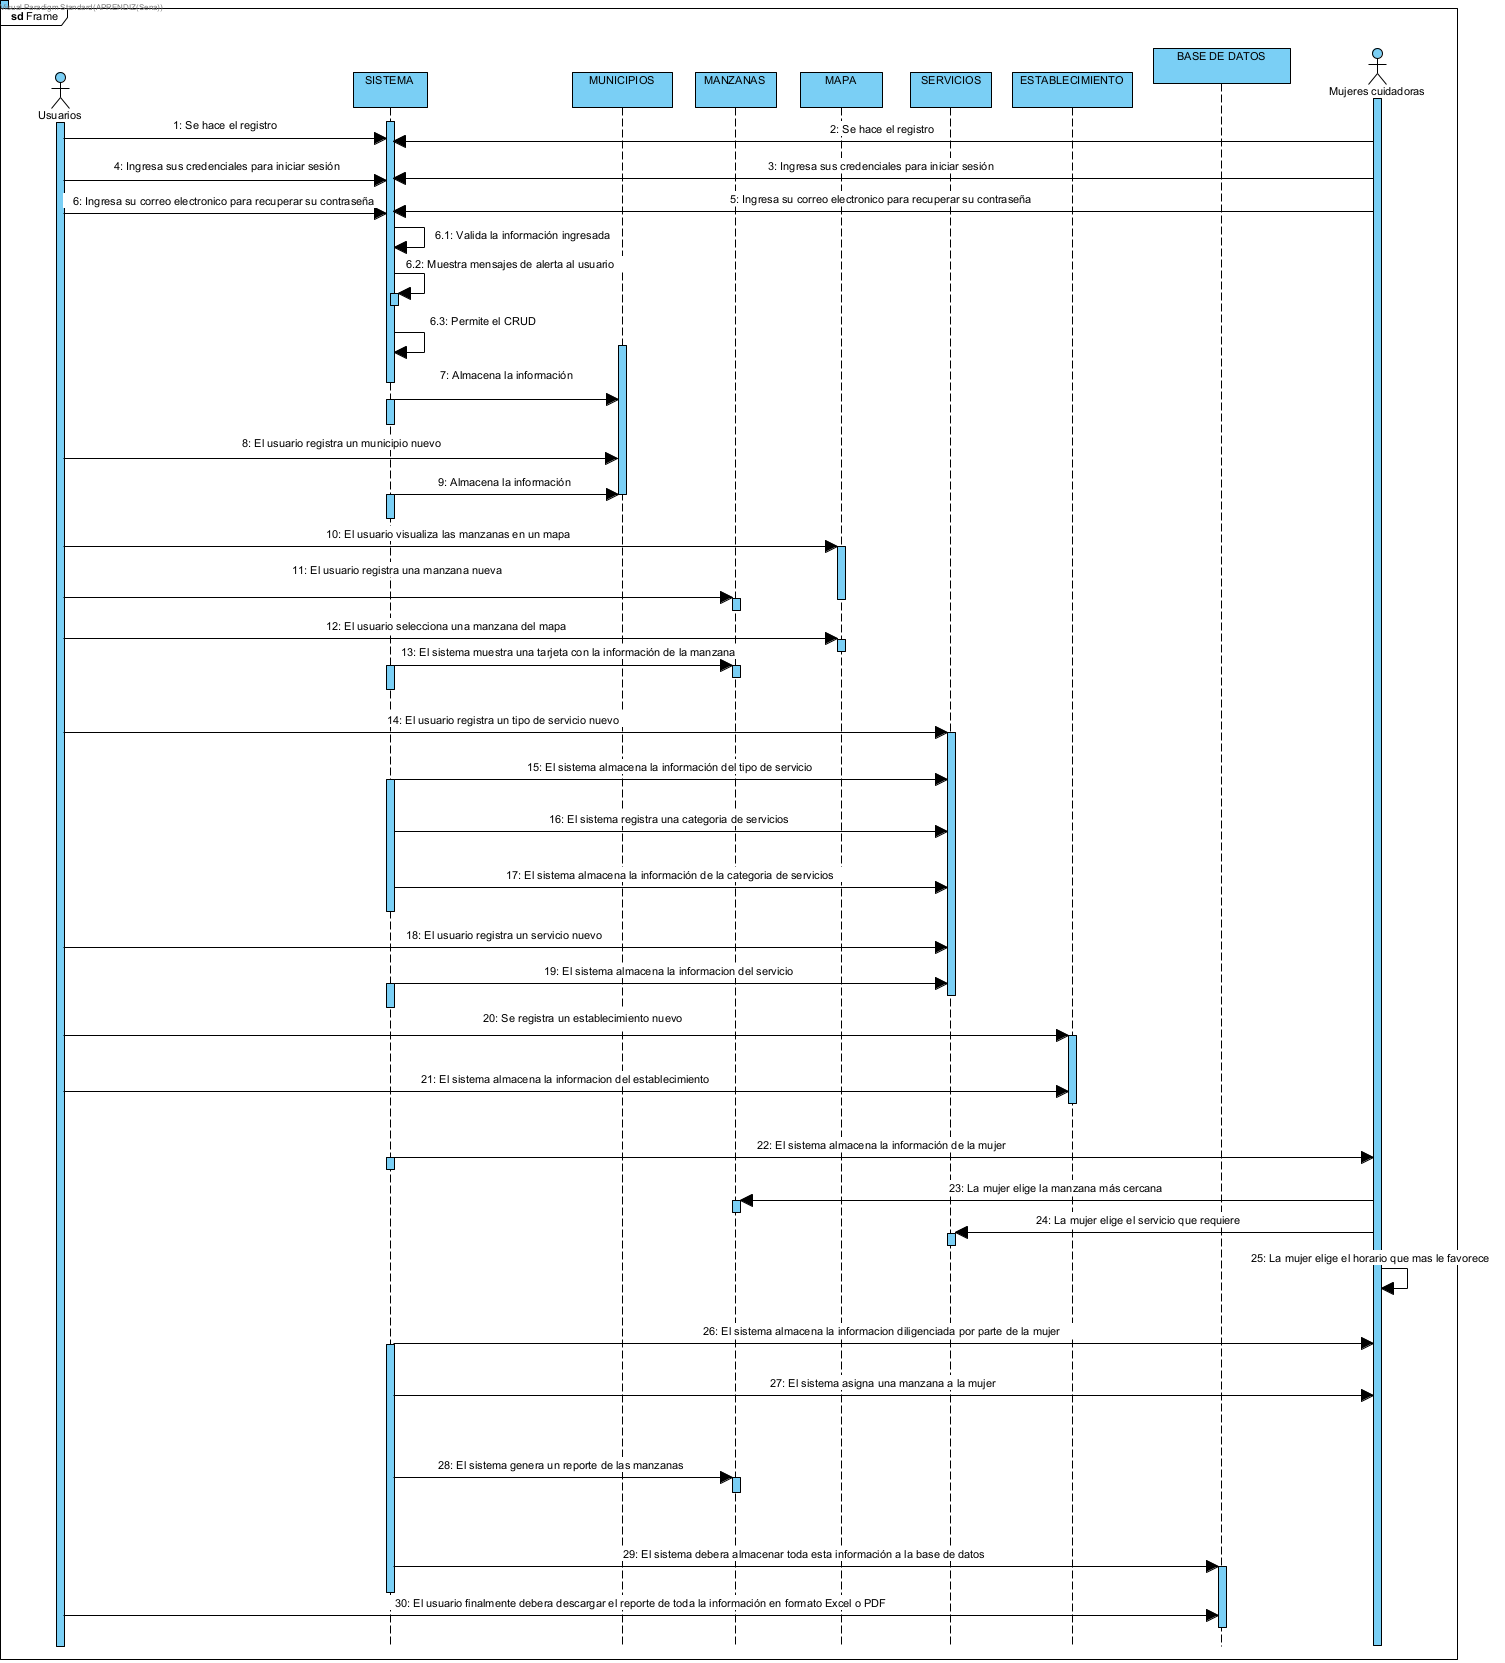 Visual Paradigm Standard(APRENDIZ(Sena))
sd Frame
BASE DE DATOS
SISTEMA
MUNICIPIOS
MANZANAS
MAPA
SERVICIOS
ESTABLECIMIENTO
Mujeres cuidadoras
Usuarios
1: Se hace el registro
2: Se hace el registro
4: Ingresa sus credenciales para iniciar sesión
3: Ingresa sus credenciales para iniciar sesión
6: Ingresa su correo electronico para recuperar su contraseña
5: Ingresa su correo electronico para recuperar su contraseña
6.1: Valida la información ingresada
6.2: Muestra mensajes de alerta al usuario
6.3: Permite el CRUD
7: Almacena la información
8: El usuario registra un municipio nuevo
9: Almacena la información
10: El usuario visualiza las manzanas en un mapa
11: El usuario registra una manzana nueva
12: El usuario selecciona una manzana del mapa
13: El sistema muestra una tarjeta con la información de la manzana
14: El usuario registra un tipo de servicio nuevo
15: El sistema almacena la información del tipo de servicio
16: El sistema registra una categoria de servicios
17: El sistema almacena la información de la categoria de servicios
18: El usuario registra un servicio nuevo
19: El sistema almacena la informacion del servicio
20: Se registra un establecimiento nuevo
21: El sistema almacena la informacion del establecimiento
22: El sistema almacena la información de la mujer
23: La mujer elige la manzana más cercana
24: La mujer elige el servicio que requiere
25: La mujer elige el horario que mas le favorece
26: El sistema almacena la informacion diligenciada por parte de la mujer
27: El sistema asigna una manzana a la mujer
28: El sistema genera un reporte de las manzanas
29: El sistema debera almacenar toda esta información a la base de datos
30: El usuario finalmente debera descargar el reporte de toda la información en formato Excel o PDF